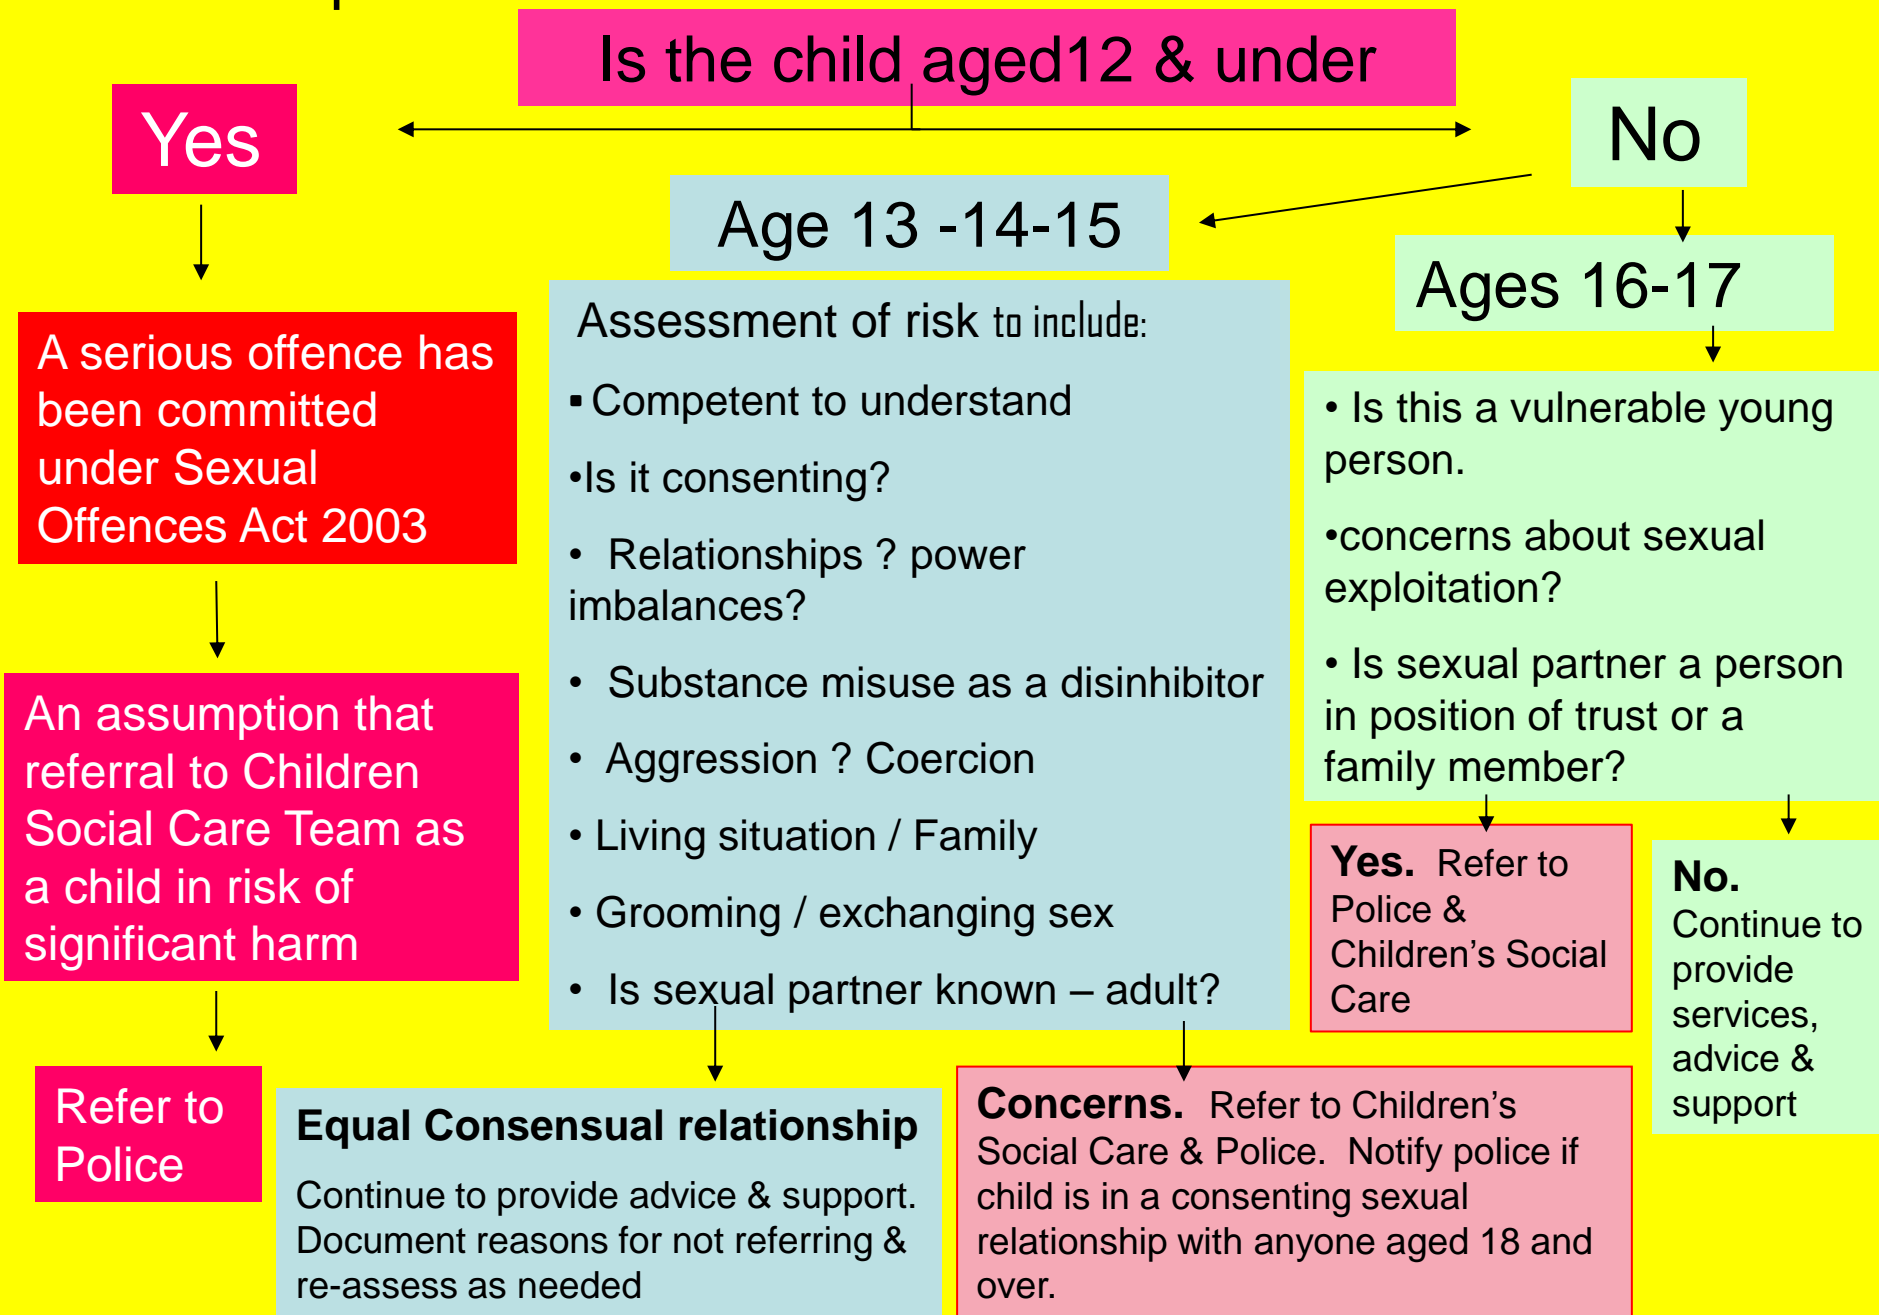 Is the child aged12 & under
Yes
No
Age 13 -14-15
Ages 16-17
A serious offence has
been committed
under Sexual
Offences Act 2003
An assumption that
referral to Children
Social Care Team as
a child in risk of
significant harm
Refer to
Police
Assessment of risk to include:
▪ Competent to understand
•Is it consenting?
• Relationships ? power
imbalances?
• Substance misuse as a disinhibitor
• Aggression ? Coercion
• Living situation / Family
• Grooming / exchanging sex
• Is sexual partner known – adult?
Equal Consensual relationship
Continue to provide advice & support.
Document reasons for not referring &
re-assess as needed
Concerns. Refer to Children’s
Social Care & Police. Notify police if
child is in a consenting sexual
relationship with anyone aged 18 and
over.
• Is this a vulnerable young
person.
•concerns about sexual
exploitation?
• Is sexual partner a person
in position of trust or a
family member?
Yes. Refer to
Police &
Children’s Social
Care
No.
Continue to
provide
services,
advice &
support